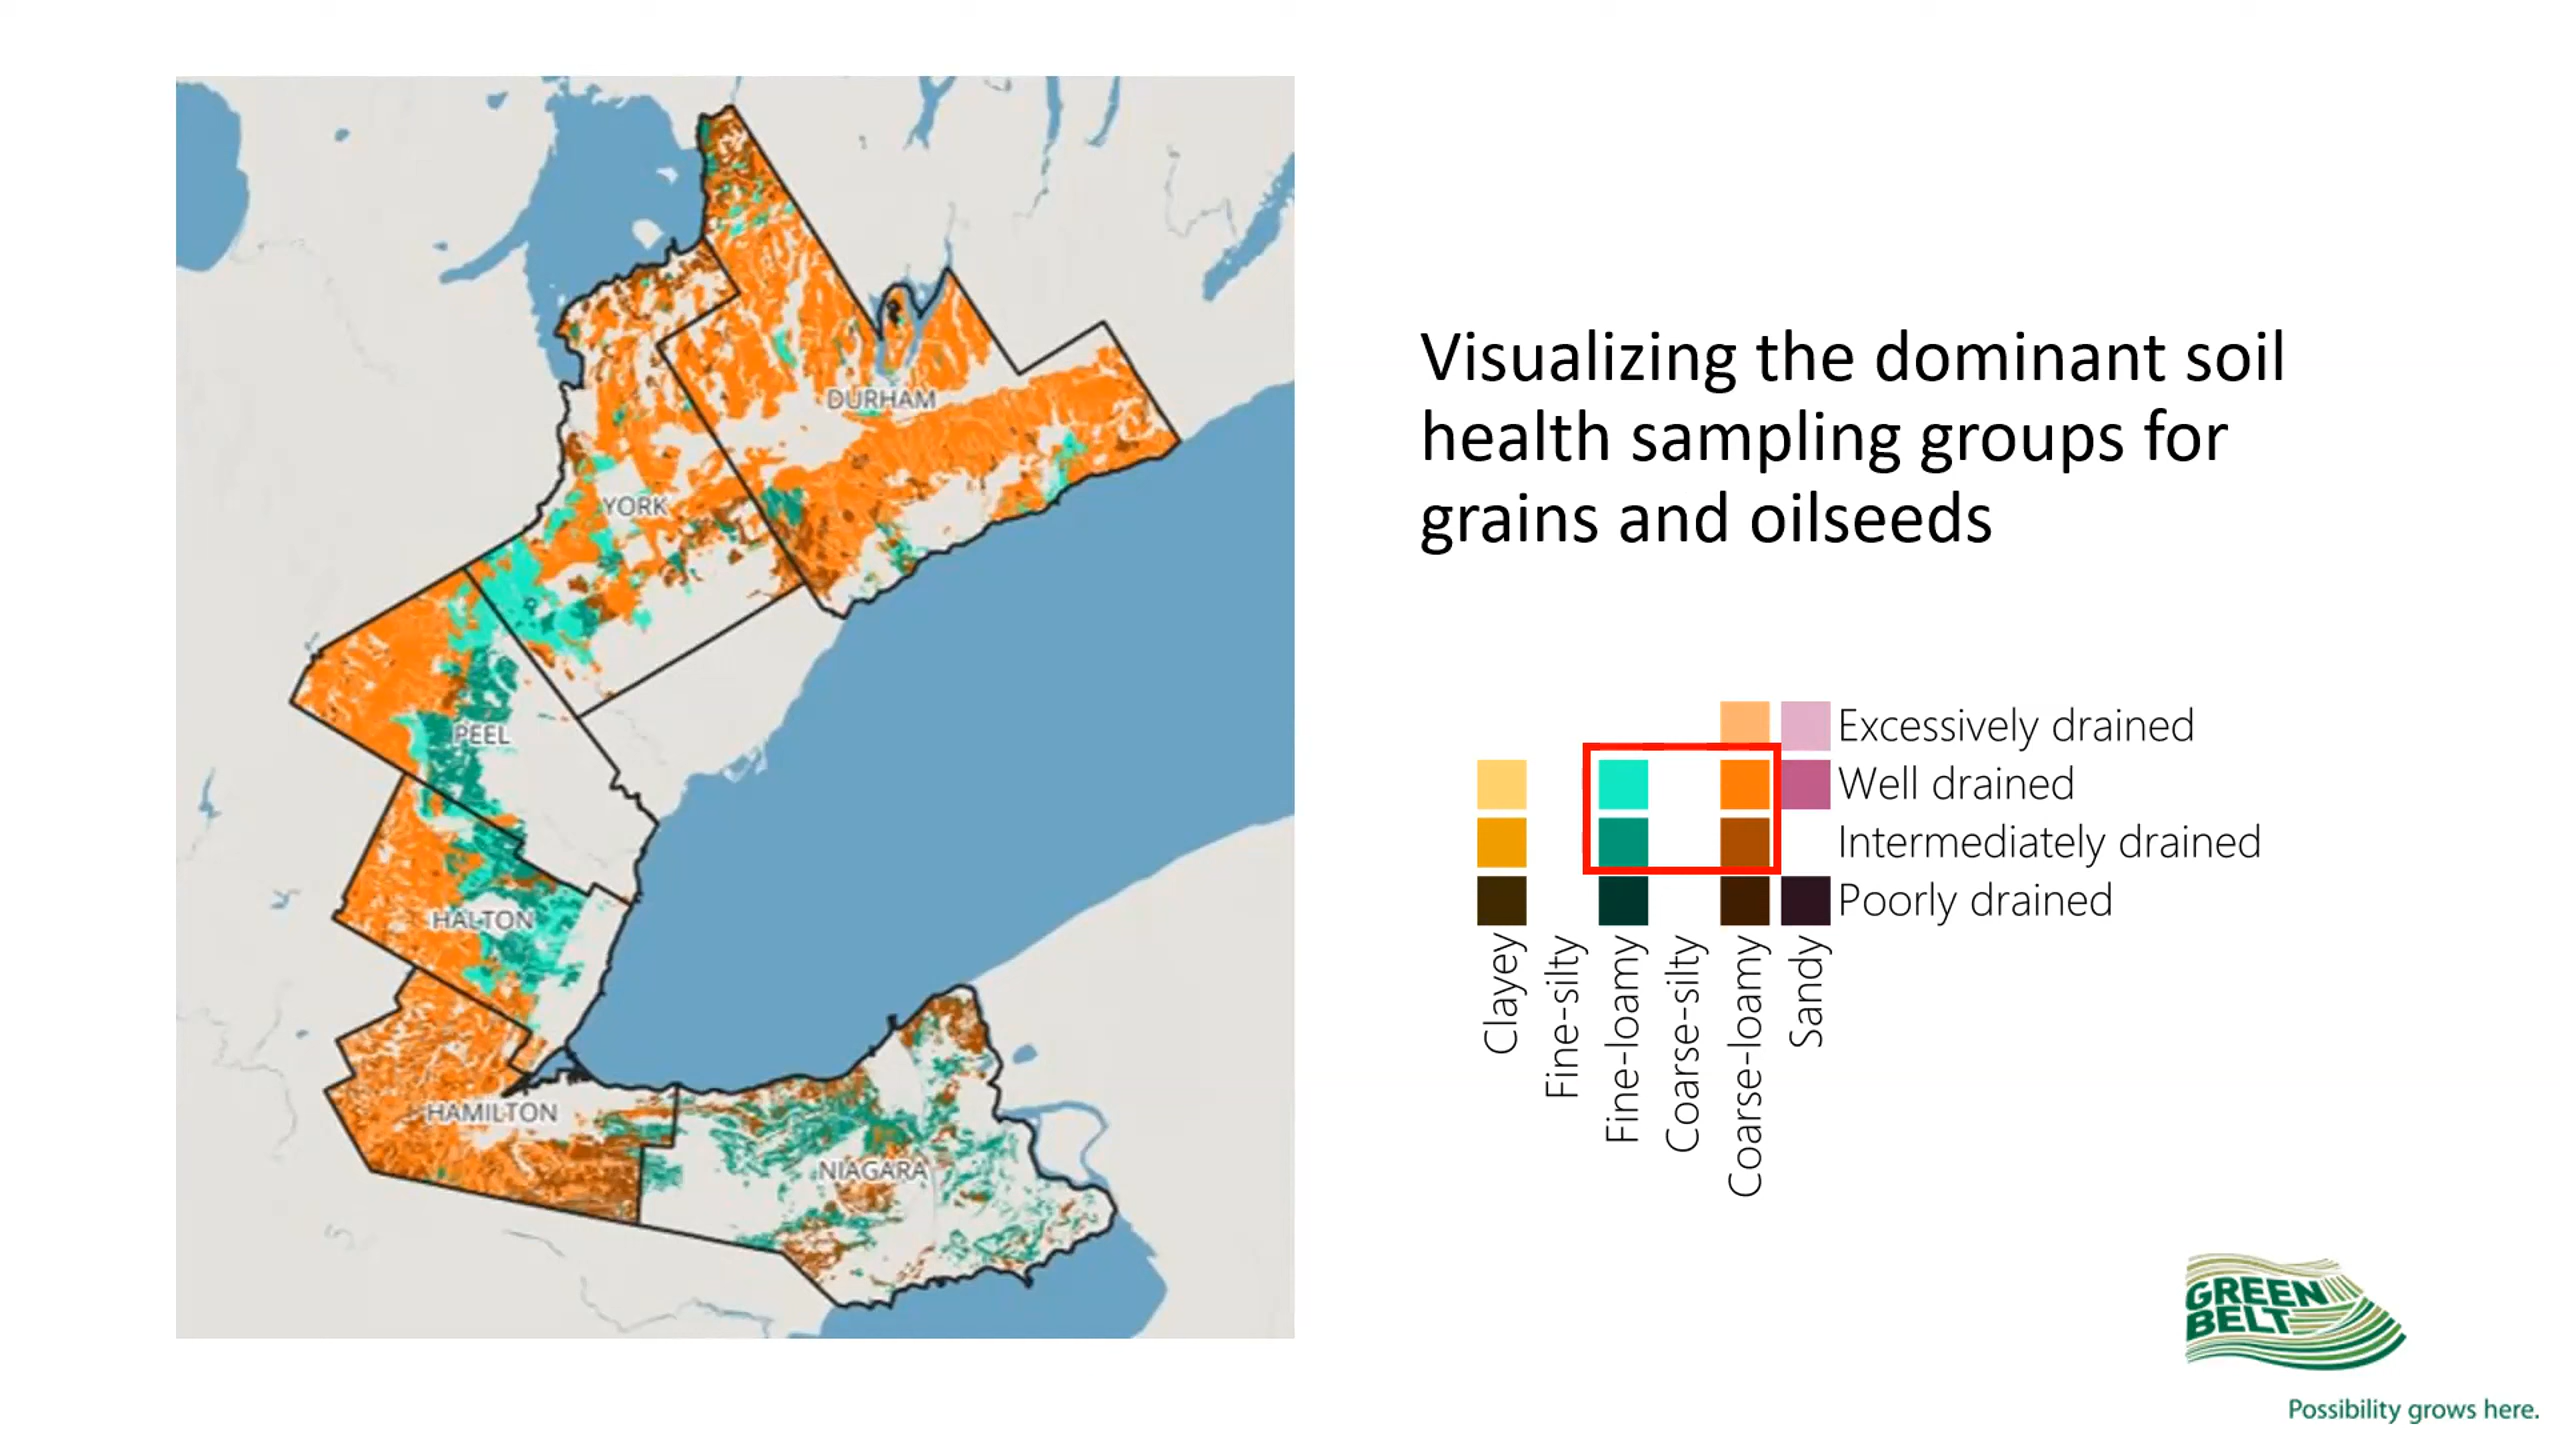 Visualizing the dominant soil
health sampling groups for
grains and oilseeds
DURHAM
YORK
PEEL
HALTON
HAMILTON
NIAGARA
Excessively drained
Well drained
Intermediately drained
Poorly drained
Clayey
Fine-silty
Fine-loamy
Coarse-silty
Coarse-loamy
Sandy
GREEN
BELT
Possibility grows here.